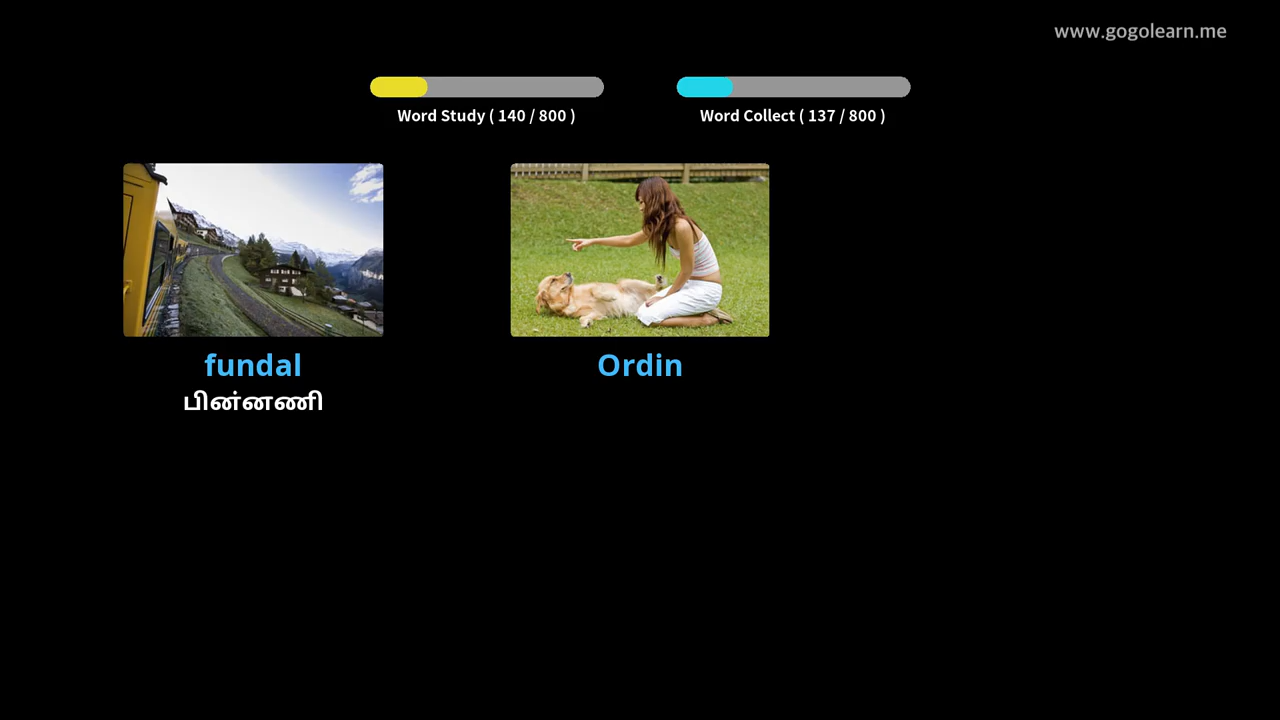 www.gogolearn.me
Word Study ( 140 / 800 )
Word Collect ( 137 / 800 )
fundal
பின்னணி
Ordin